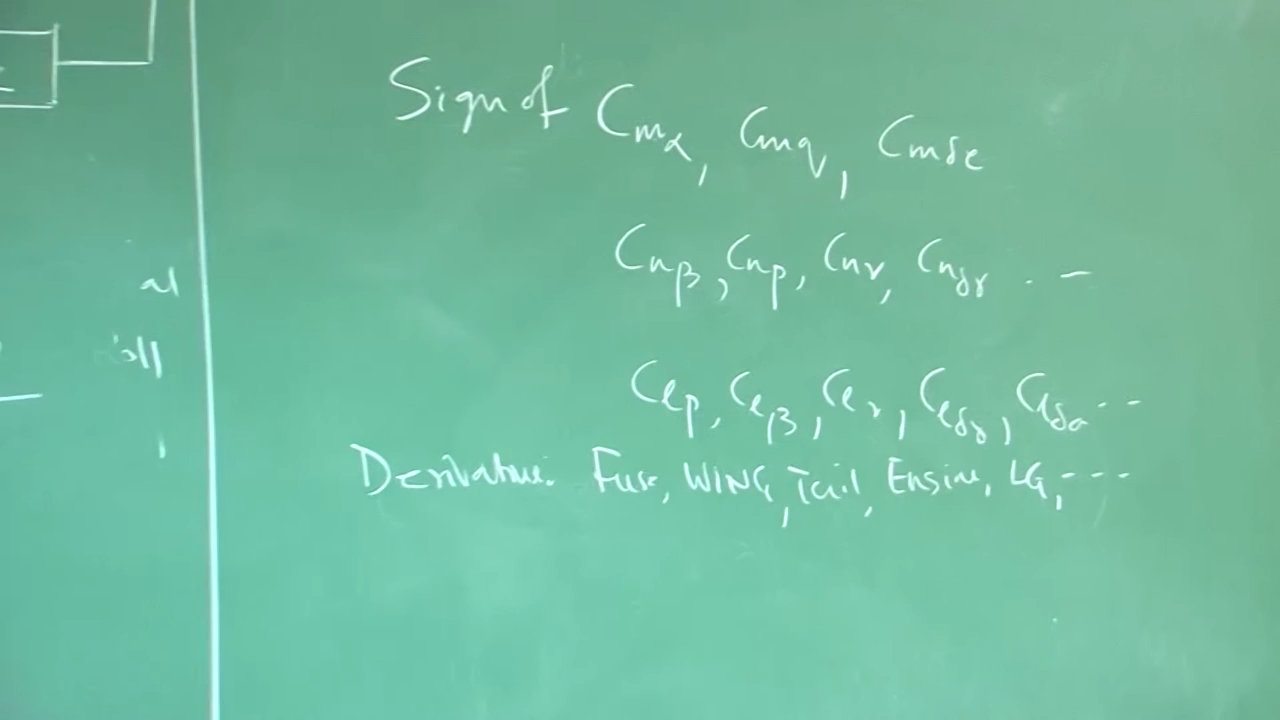 Sign of Cmα, Cmq, Cmδe
Cnβ, Cnp, Cnr, Cnδr . –
Clp, Clβ, Clr, Clδr, Clδa --
Derivative. Fuse, WING, Tail, Engine, LG, ---